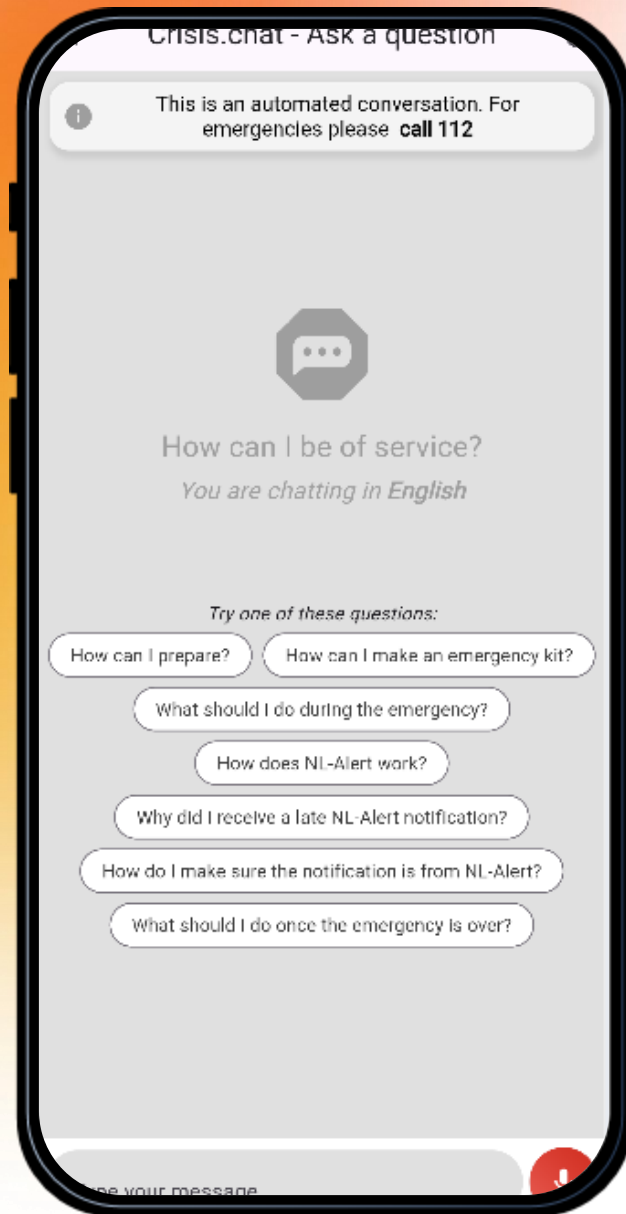 Crisis.chat - Ask a question
This is an automated conversation. For
emergencies please call 112
How can I be of service?
You are chatting in English
Try one of these questions:
How can I prepare?
How can I make an emergency kit?
What should I do during the emergency?
How does NL-Alert work?
Why did I receive a late NL-Alert notification?
How do I make sure the notification is from NL-Alert?
What should I do once the emergency is over?
your message